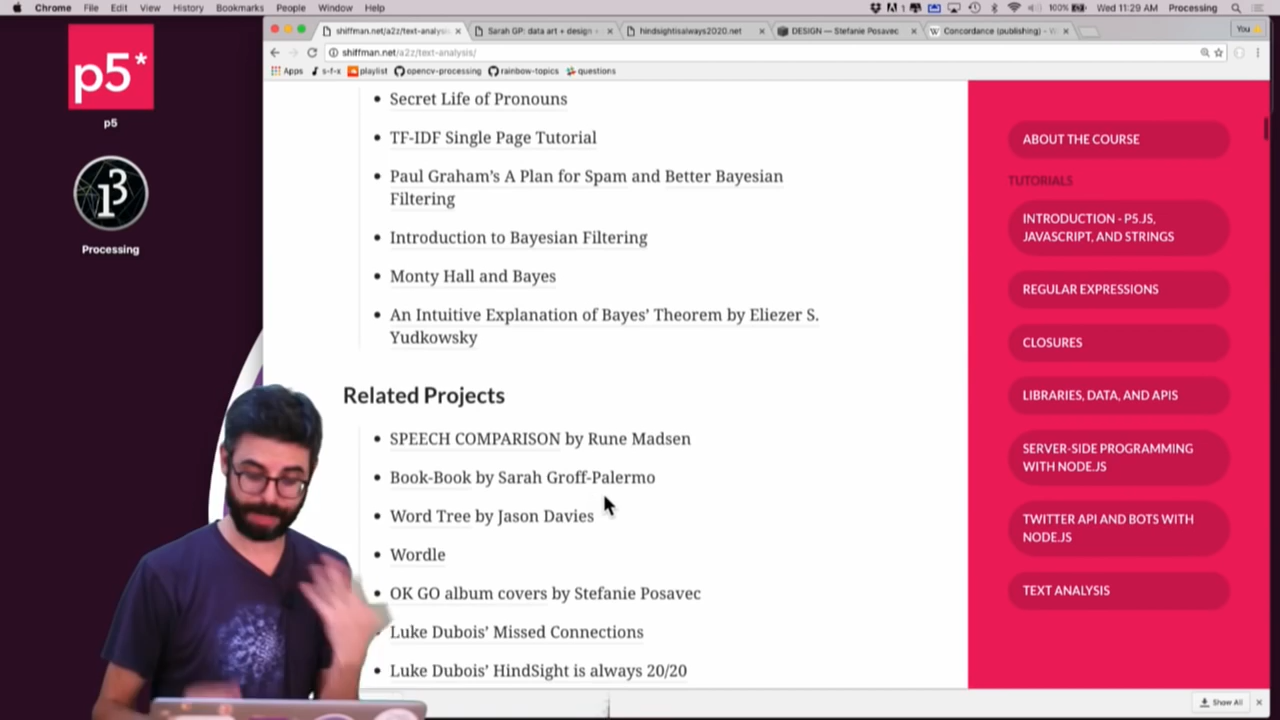 Chrome File Edit View History Bookmarks People Window Help
100% Wed 11:29 AM Processing
shiffman.net/a2z/text-analysis
Sarah GP: data art + design
hindsightisalways2020.net
DESIGN — Stefanie Posavec
Concordance (publishing) - W
You
shiffman.net/a2z/text-analysis/
Apps s-f-x playlist opencv-processing rainbow-topics questions
p5*
p5
Processing
Secret Life of Pronouns
TF-IDF Single Page Tutorial
Paul Graham's A Plan for Spam and Better Bayesian
Filtering
Introduction to Bayesian Filtering
Monty Hall and Bayes
An Intuitive Explanation of Bayes' Theorem by Eliezer S.
Yudkowsky
Related Projects
SPEECH COMPARISON by Rune Madsen
Book-Book by Sarah Groff-Palermo
Word Tree by Jason Davies
Wordle
OK GO album covers by Stefanie Posavec
Luke Dubois' Missed Connections
Luke Dubois' HindSight is always 20/20
ABOUT THE COURSE
TUTORIALS
INTRODUCTION - P5.JS,
JAVASCRIPT, AND STRINGS
REGULAR EXPRESSIONS
CLOSURES
LIBRARIES, DATA, AND APIS
SERVER-SIDE PROGRAMMING
WITH NODE.JS
TWITTER API AND BOTS WITH
NODE.JS
TEXT ANALYSIS
Show All